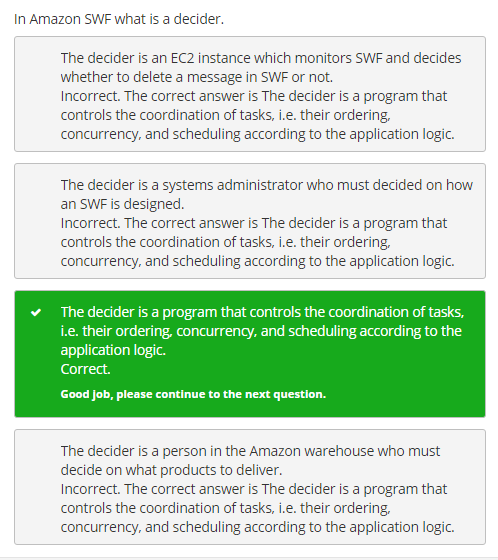 In Amazon SWF what is a decider.
The decider is an EC2 instance which monitors SWF and decides
whether to delete a message in SWF or not.
Incorrect. The correct answer is The decider is a program that
controls the coordination of tasks, i.e. their ordering,
concurrency, and scheduling according to the application logic.
The decider is a systems administrator who must decided on how
an SWF is designed.
Incorrect. The correct answer is The decider is a program that
controls the coordination of tasks, i.e. their ordering,
concurrency, and scheduling according to the application logic.
The decider is a program that controls the coordination of tasks,
i.e. their ordering, concurrency, and scheduling according to the
application logic.
Correct.
Good job, please continue to the next question.
The decider is a person in the Amazon warehouse who must
decide on what products to deliver.
Incorrect. The correct answer is The decider is a program that
controls the coordination of tasks, i.e. their ordering,
concurrency, and scheduling according to the application logic.